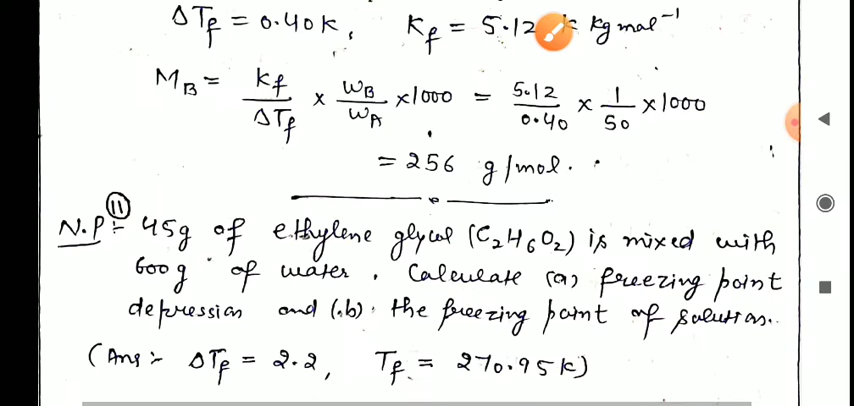 ΔTf = 0.40K, Kf = 5.12 K kg mol⁻¹
MB = Kf/ΔTf × WB/WA × 1000 = 5.12/0.40 × 1/50 × 1000
= 256 g/mol.
N.P⑪:- 45g of ethylene glycol (C₂H₆O₂) is mixed with
600g of water. Calculate (a) freezing point
depression and (b). the freezing point of solution.
(Ans:- ΔTf = 2.2, Tf = 270.95K)